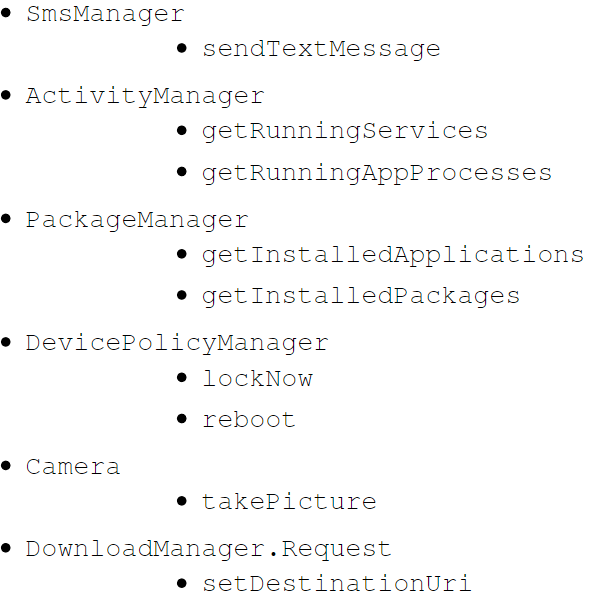 • SmsManager
• sendTextMessage
• ActivityManager
• getRunningServices
• getRunningAppProcesses
• PackageManager
• getInstalledApplications
• getInstalledPackages
• DevicePolicyManager
• lockNow
• reboot
• Camera
• takePicture
• DownloadManager.Request
• setDestinationUri